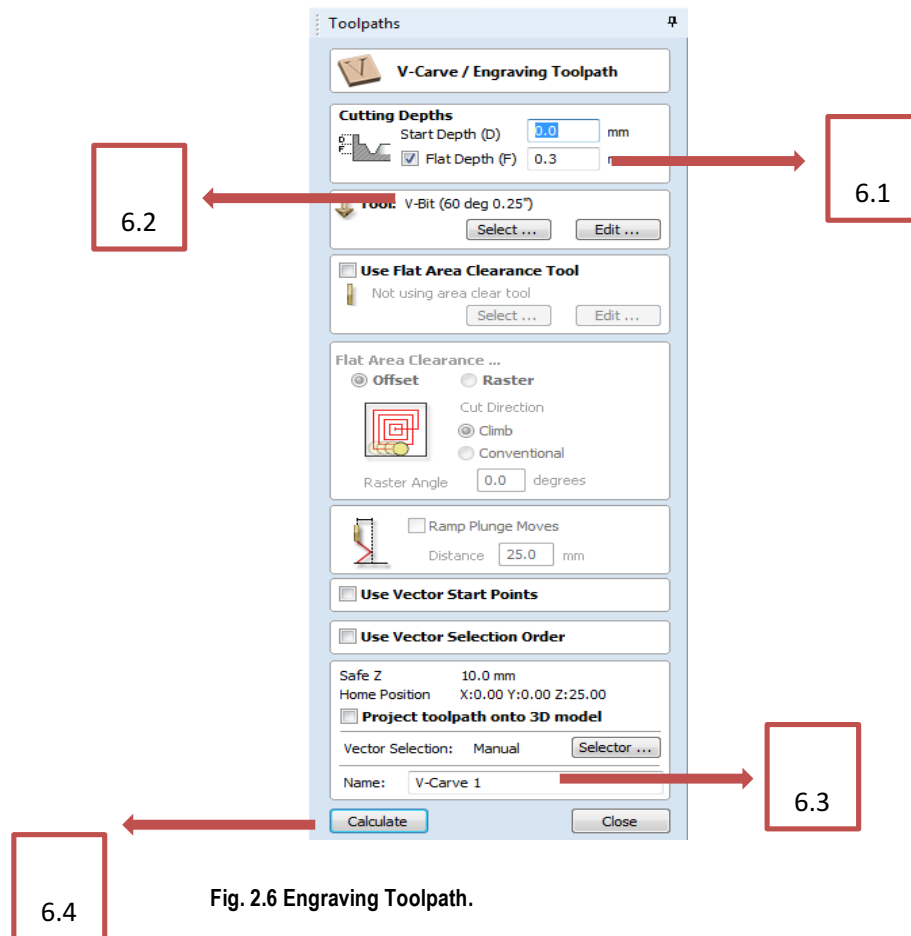 Toolpaths
V-Carve / Engraving Toolpath
Cutting Depths
Start Depth (D) 0.0 mm
D
F
Flat Depth (F) 0.3
6.1
6.2
Tool: V-Bit (60 deg 0.25")
Select ... Edit ...
Use Flat Area Clearance Tool
Not using area clear tool
Select ... Edit ...
Flat Area Clearance ...
Offset Raster
Cut Direction
Climb
Conventional
Raster Angle 0.0 degrees
Ramp Plunge Moves
Distance 25.0 mm
Use Vector Start Points
Use Vector Selection Order
Safe Z 10.0 mm
Home Position X:0.00 Y:0.00 Z:25.00
Project toolpath onto 3D model
Vector Selection: Manual Selector ...
Name: V-Carve 1
6.3
Calculate Close
6.4
Fig. 2.6 Engraving Toolpath.